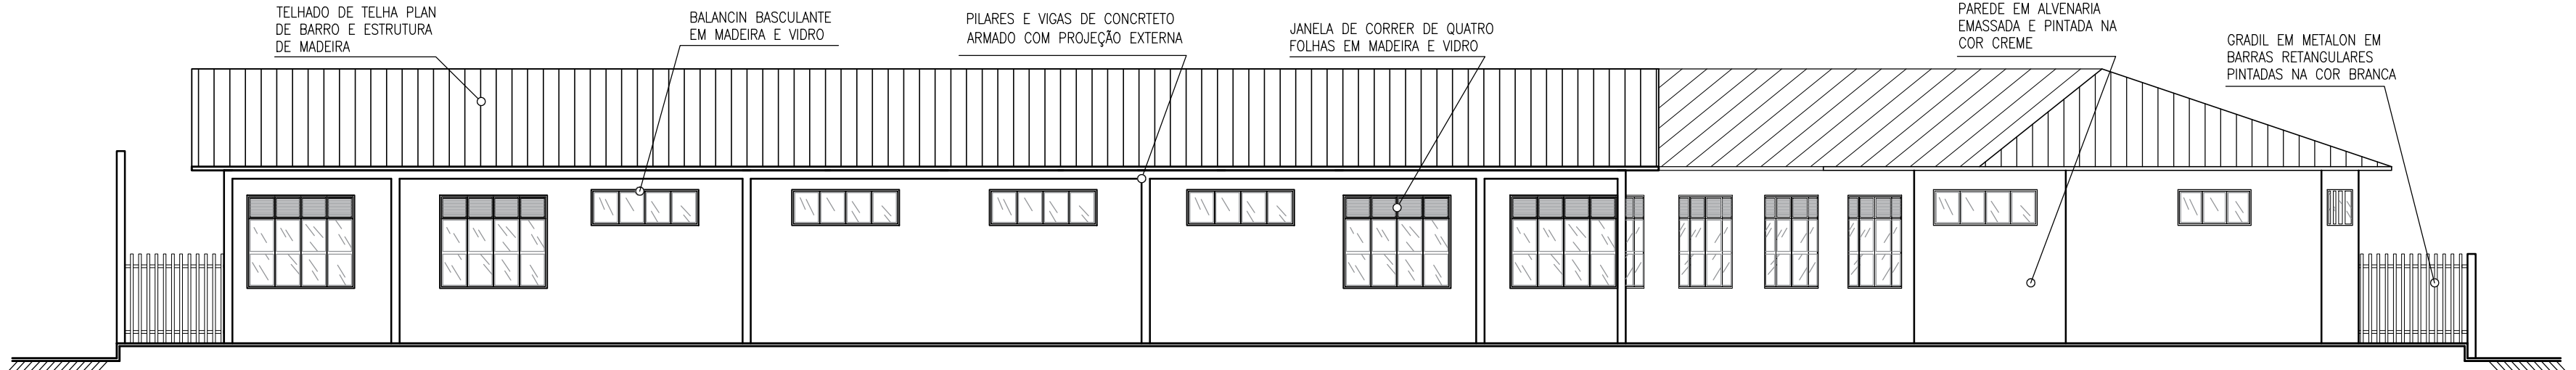 TELHADO DE TELHA PLAN
DE BARRO E ESTRUTURA
DE MADEIRA
BALANCIN BASCULANTE
EM MADEIRA E VIDRO
PILARES E VIGAS DE CONCRTETO
ARMADO COM PROJEÇÃO EXTERNA
JANELA DE CORRER DE QUATRO
FOLHAS EM MADEIRA E VIDRO
PAREDE EM ALVENARIA
EMASSADA E PINTADA NA
COR CREME
GRADIL EM METALON EM
BARRAS RETANGULARES
PINTADAS NA COR BRANCA